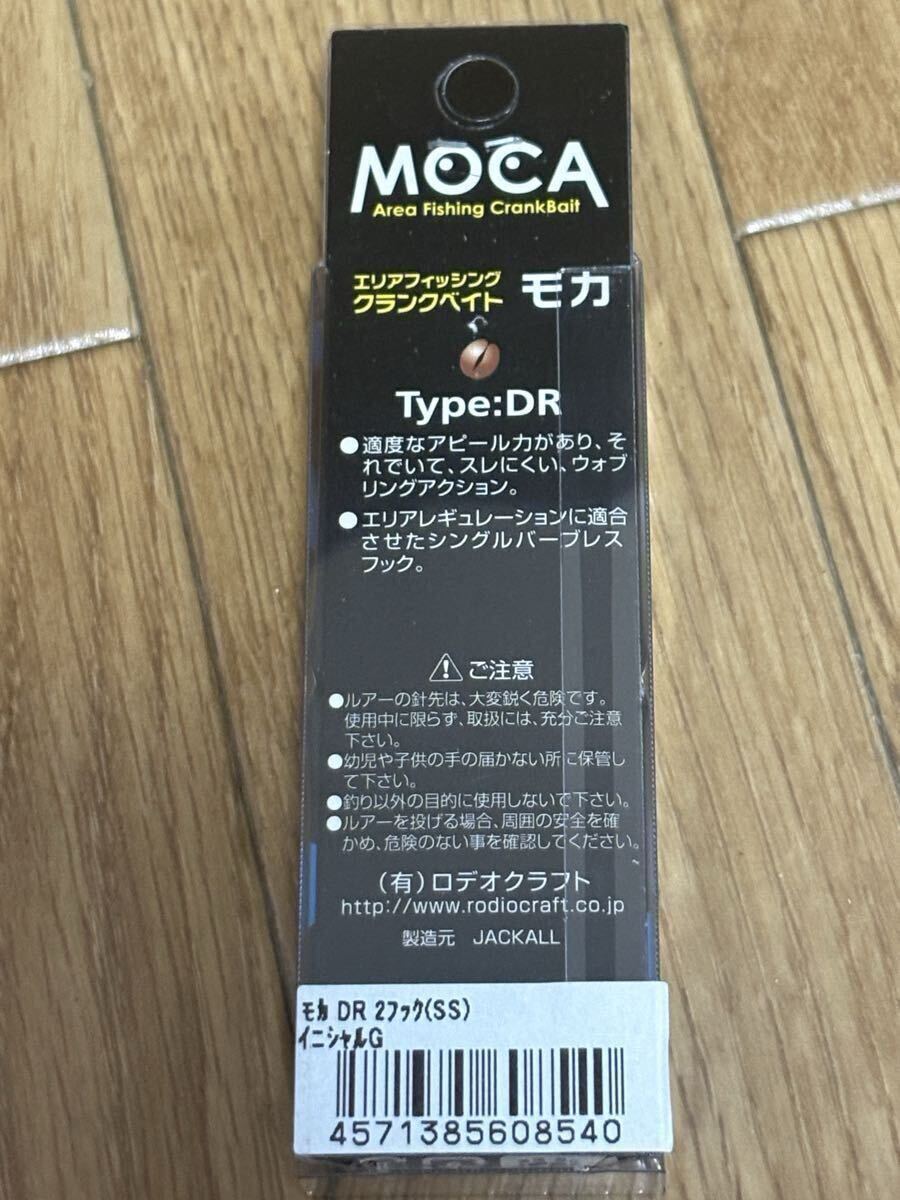 MOCA
Area Fishing CrankBait
エリアフィッシング
クランクベイト モカ
Type:DR
●適度なアピール力があり、そ
れでいて、スレにくい、ウォブ
リングアクション。
●エリアレギュレーションに適合
させたシングルバーブレス
フック。
ご注意
●ルアーの針先は、大変鋭く危険です。
使用中に限らず、取扱には、充分ご注意
下さい。
●幼児や子供の手の届かない所に保管し
て下さい。
●釣り以外の目的に使用しないで下さい。
●ルアーを投げる場合、周囲の安全を確
かめ、危険のない事を確認してください。
(有)ロデオクラフト
http://www.rodiocraft.co.jp
製造元 JACKALL
モカ DR 2フック(SS)
イニシャルG
4571385608540